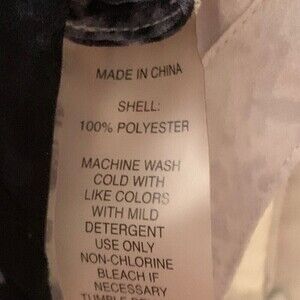 MADE IN CHINA
SHELL:
100% POLYESTER
MACHINE WASH
COLD WITH
LIKE COLORS
WITH MILD
DETERGENT
USE ONLY
NON-CHLORINE
BLEACH IF
NECESSARY
TUMBLE